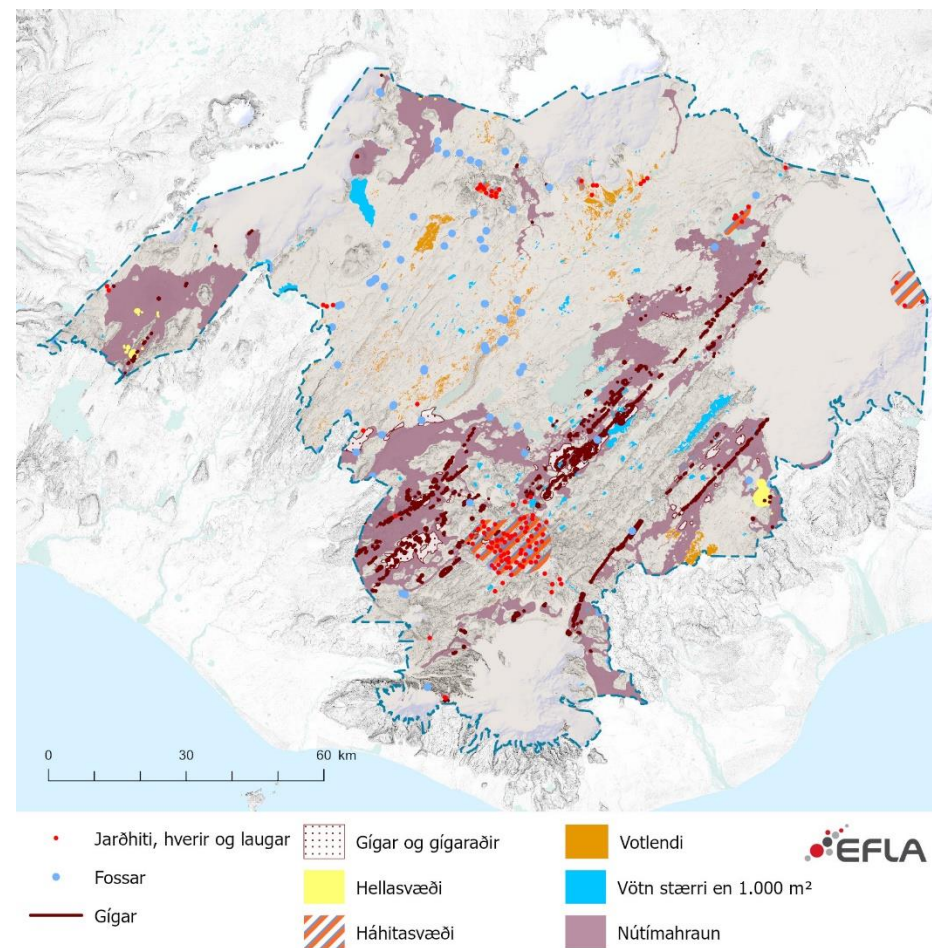 0 30 60 km
Jarðhiti, hverir og laugar
Fossar
Gígar
Gígar og gígaraðir
Hellasvæði
Háhitasvæði
Votlendi
Vötn stærri en 1.000 m²
Nútímahraun
EFLA